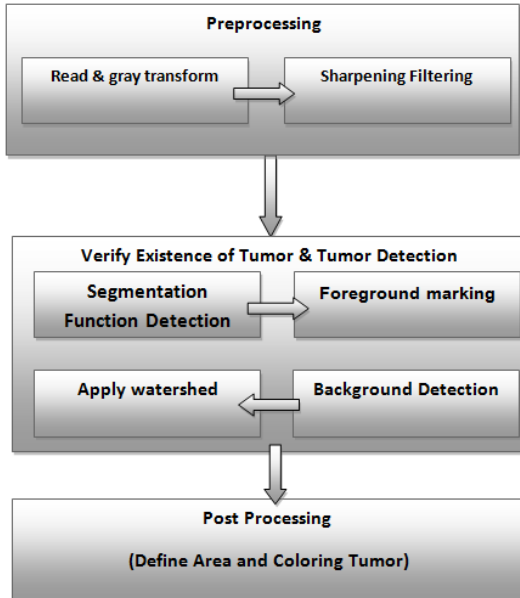 Preprocessing
Read & gray transform
Sharpening Filtering
Verify Existence of Tumor & Tumor Detection
Segmentation
Function Detection
Foreground marking
Apply watershed
Background Detection
Post Processing
(Define Area and Coloring Tumor)